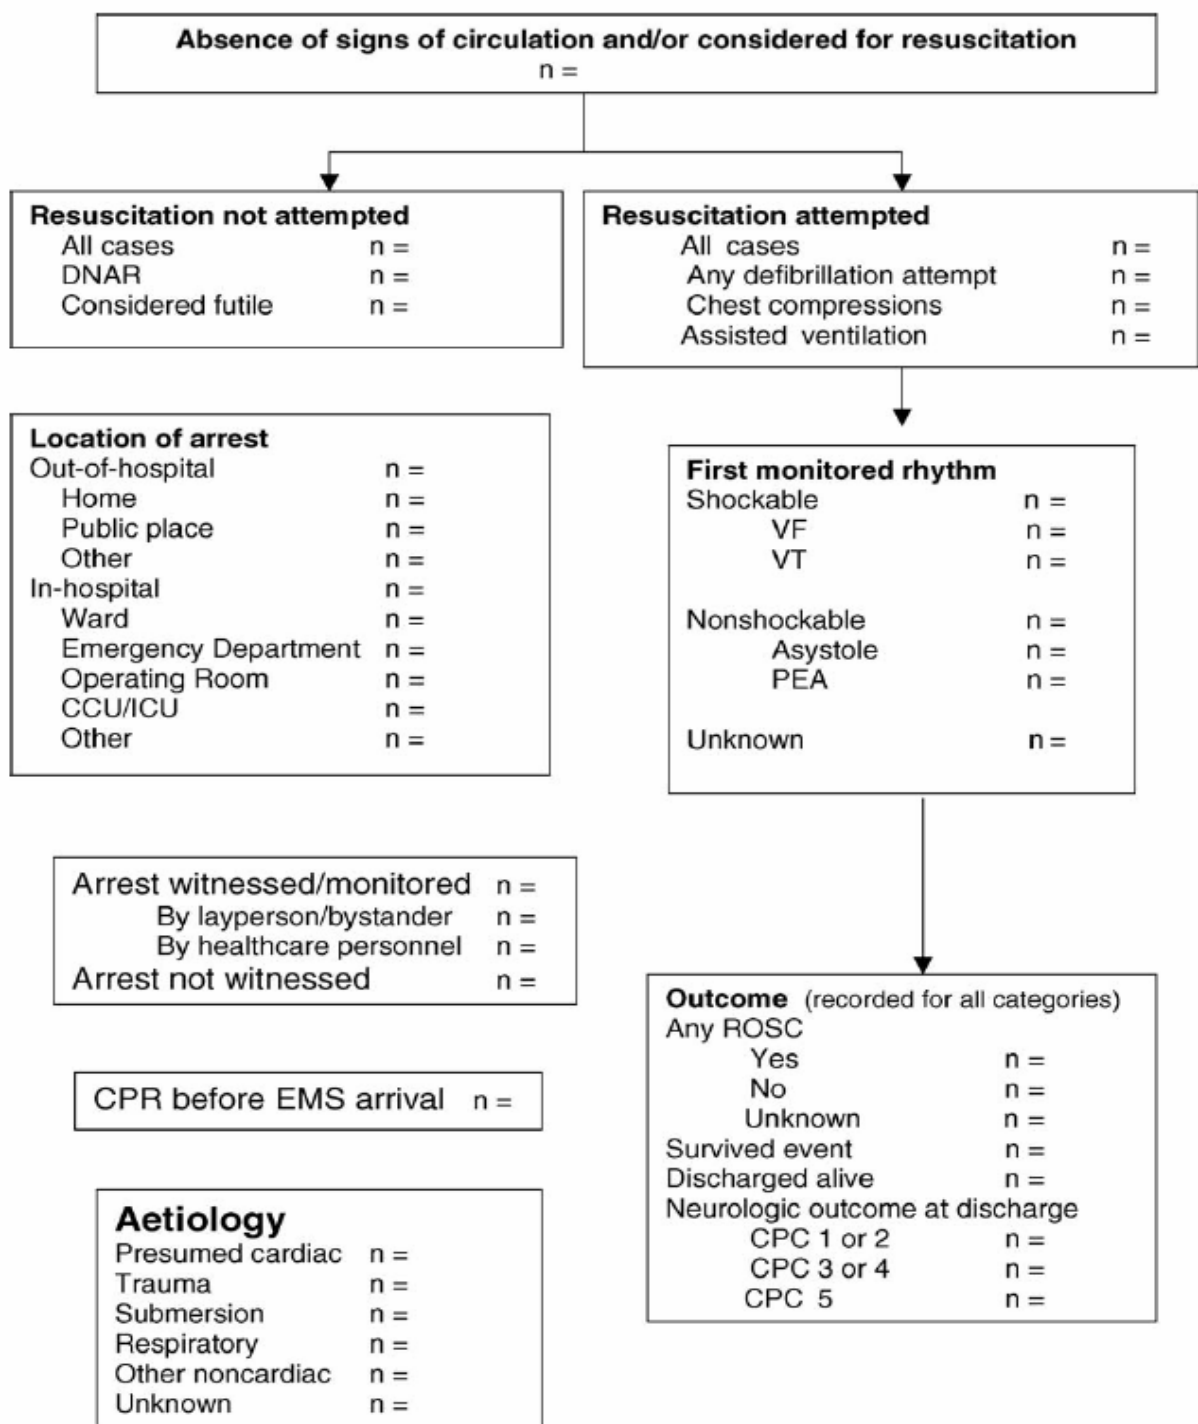 Absence of signs of circulation and/or considered for resuscitation
n =
Resuscitation not attempted
All cases n =
DNAR n =
Considered futile n =
Resuscitation attempted
All cases n =
Any defibrillation attempt n =
Chest compressions n =
Assisted ventilation n =
Location of arrest
Out-of-hospital n =
Home n =
Public place n =
Other n =
In-hospital n =
Ward n =
Emergency Department n =
Operating Room n =
CCU/ICU n =
Other n =
First monitored rhythm
Shockable n =
VF n =
VT n =
Nonshockable n =
Asystole n =
PEA n =
Unknown n =
Arrest witnessed/monitored n =
By layperson/bystander n =
By healthcare personnel n =
Arrest not witnessed n =
CPR before EMS arrival n =
Aetiology
Presumed cardiac n =
Trauma n =
Submersion n =
Respiratory n =
Other noncardiac n =
Unknown n =
Outcome (recorded for all categories)
Any ROSC
Yes n =
No n =
Unknown n =
Survived event n =
Discharged alive n =
Neurologic outcome at discharge
CPC 1 or 2 n =
CPC 3 or 4 n =
CPC 5 n =